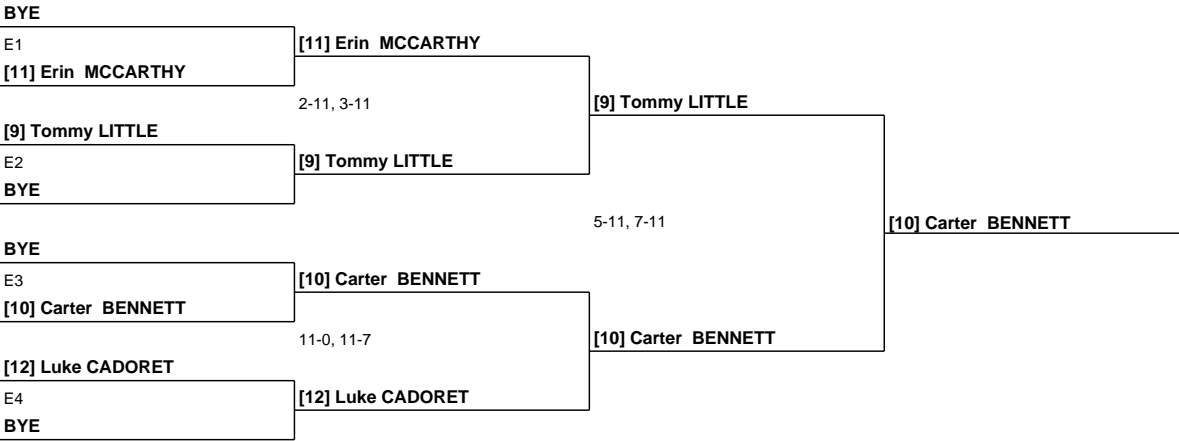 BYE
E1
[11] Erin MCCARTHY
[11] Erin MCCARTHY
2-11, 3-11
[9] Tommy LITTLE
[9] Tommy LITTLE
E2
[9] Tommy LITTLE
BYE
5-11, 7-11
[10] Carter BENNETT
BYE
E3
[10] Carter BENNETT
[10] Carter BENNETT
11-0, 11-7
[10] Carter BENNETT
[12] Luke CADORET
E4
[12] Luke CADORET
BYE